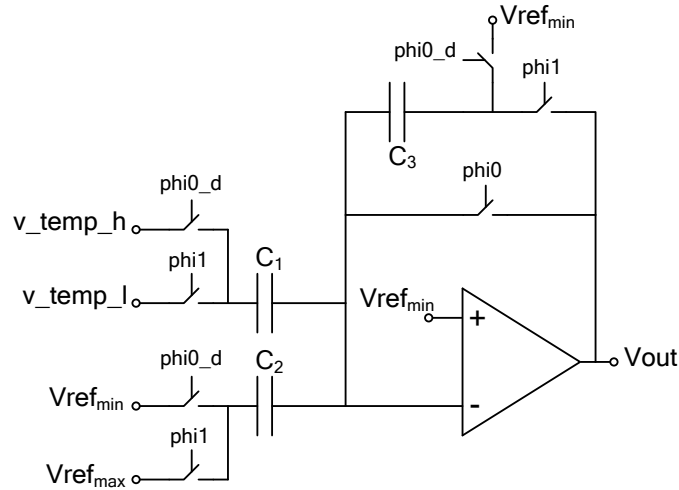 Vref_min
phi0_d
phi1
C₃
phi0_d
phi0
v_temp_h
phi1
C₁
v_temp_l
Vref_min
+
phi0_d
C₂
Vout
Vref_min
-
phi1
Vref_max